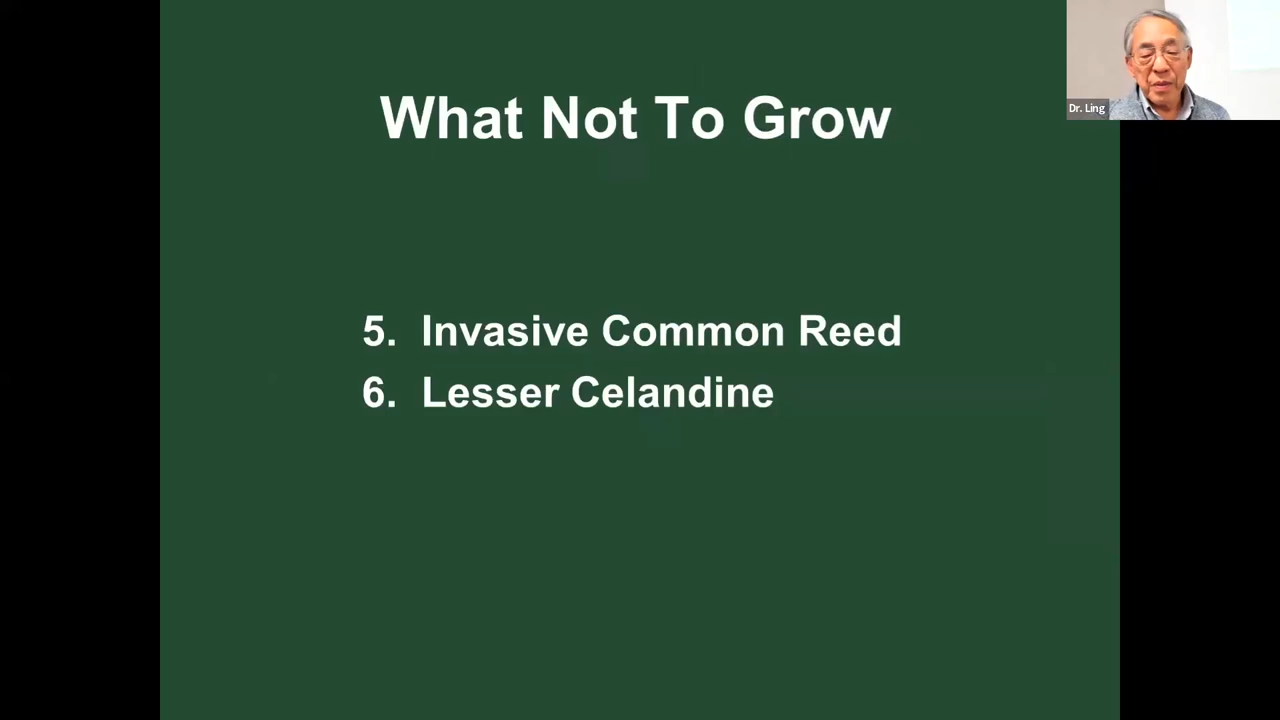 What Not To Grow
Dr. Ling
5. Invasive Common Reed
6. Lesser Celandine